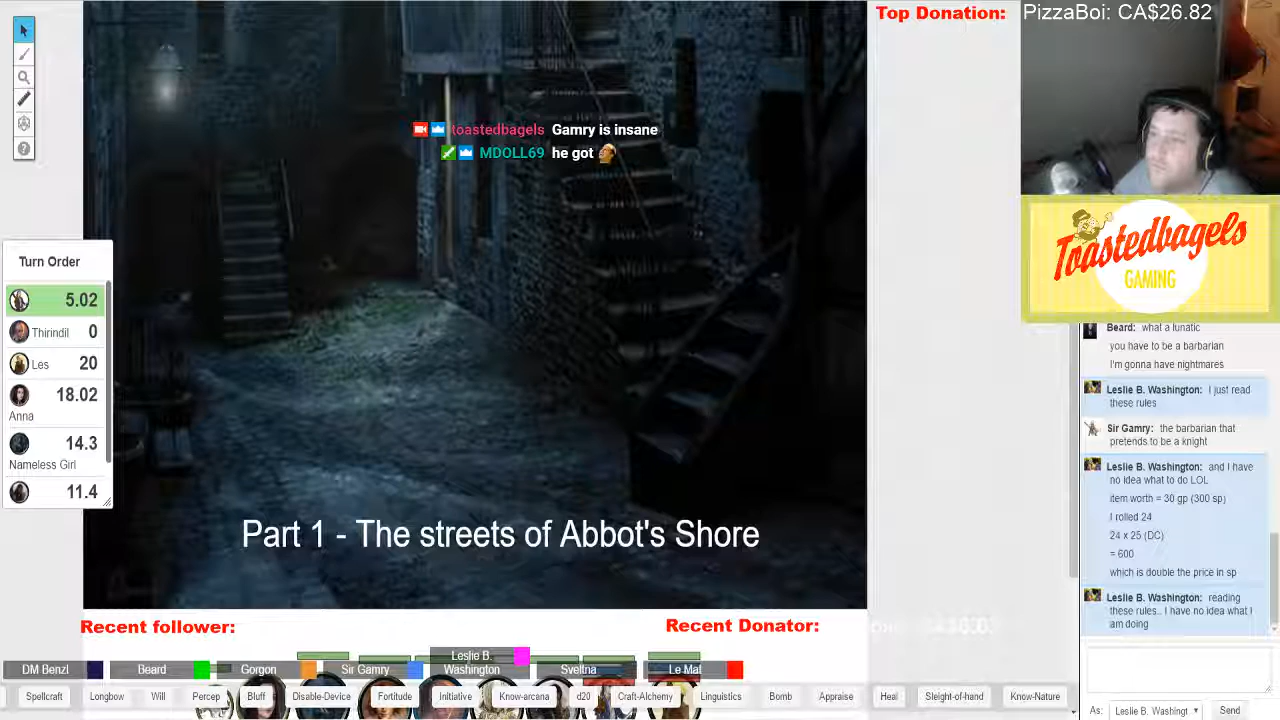 Top Donation:
PizzaBoi: CA$26.82
toastedbagels Gamry is insane
MDOLL69 he got
Toastedbagels
GAMING
Turn Order
5.02
Thirindil 0
Les 20
18.02
Anna
14.3
Nameless Girl
11.4
Part 1 - The streets of Abbot's Shore
Beard: what a lunatic
you have to be a barbarian
I'm gonna have nightmares
Leslie B. Washington: I just read
these rules
Sir Gamry: the barbarian that
pretends to be a knight
Leslie B. Washington: and I have
no idea what to do LOL
item worth = 30 gp (300 sp)
I rolled 24
24 x 25 (DC)
= 600
which is double the price in sp
Leslie B. Washington: reading
these rules.. I have no idea what I
am doing
Recent follower:
Recent Donator:
DM Benzl
Beard
Gorgon
Sir Gamry
Leslie B.
Washington
Svetlna
Le Mat
Spellcraft
Longbow
Will
Percep
Bluff
Disable-Device
Fortitude
Initiative
Know-arcana
d20
Craft-Alchemy
Linguistics
Bomb
Appraise
Heal
Sleight-of-hand
Know-Nature
As:
Leslie B. Washingt
Send